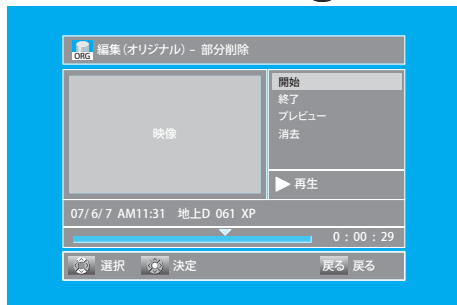 ORG 編集(オリジナル) – 部分削除
映像
開始
終了
プレビュー
消去
再生
07/ 6/ 7 AM11:31 地上D 061 XP
0 : 00 : 29
選択 決定 戻る 戻る